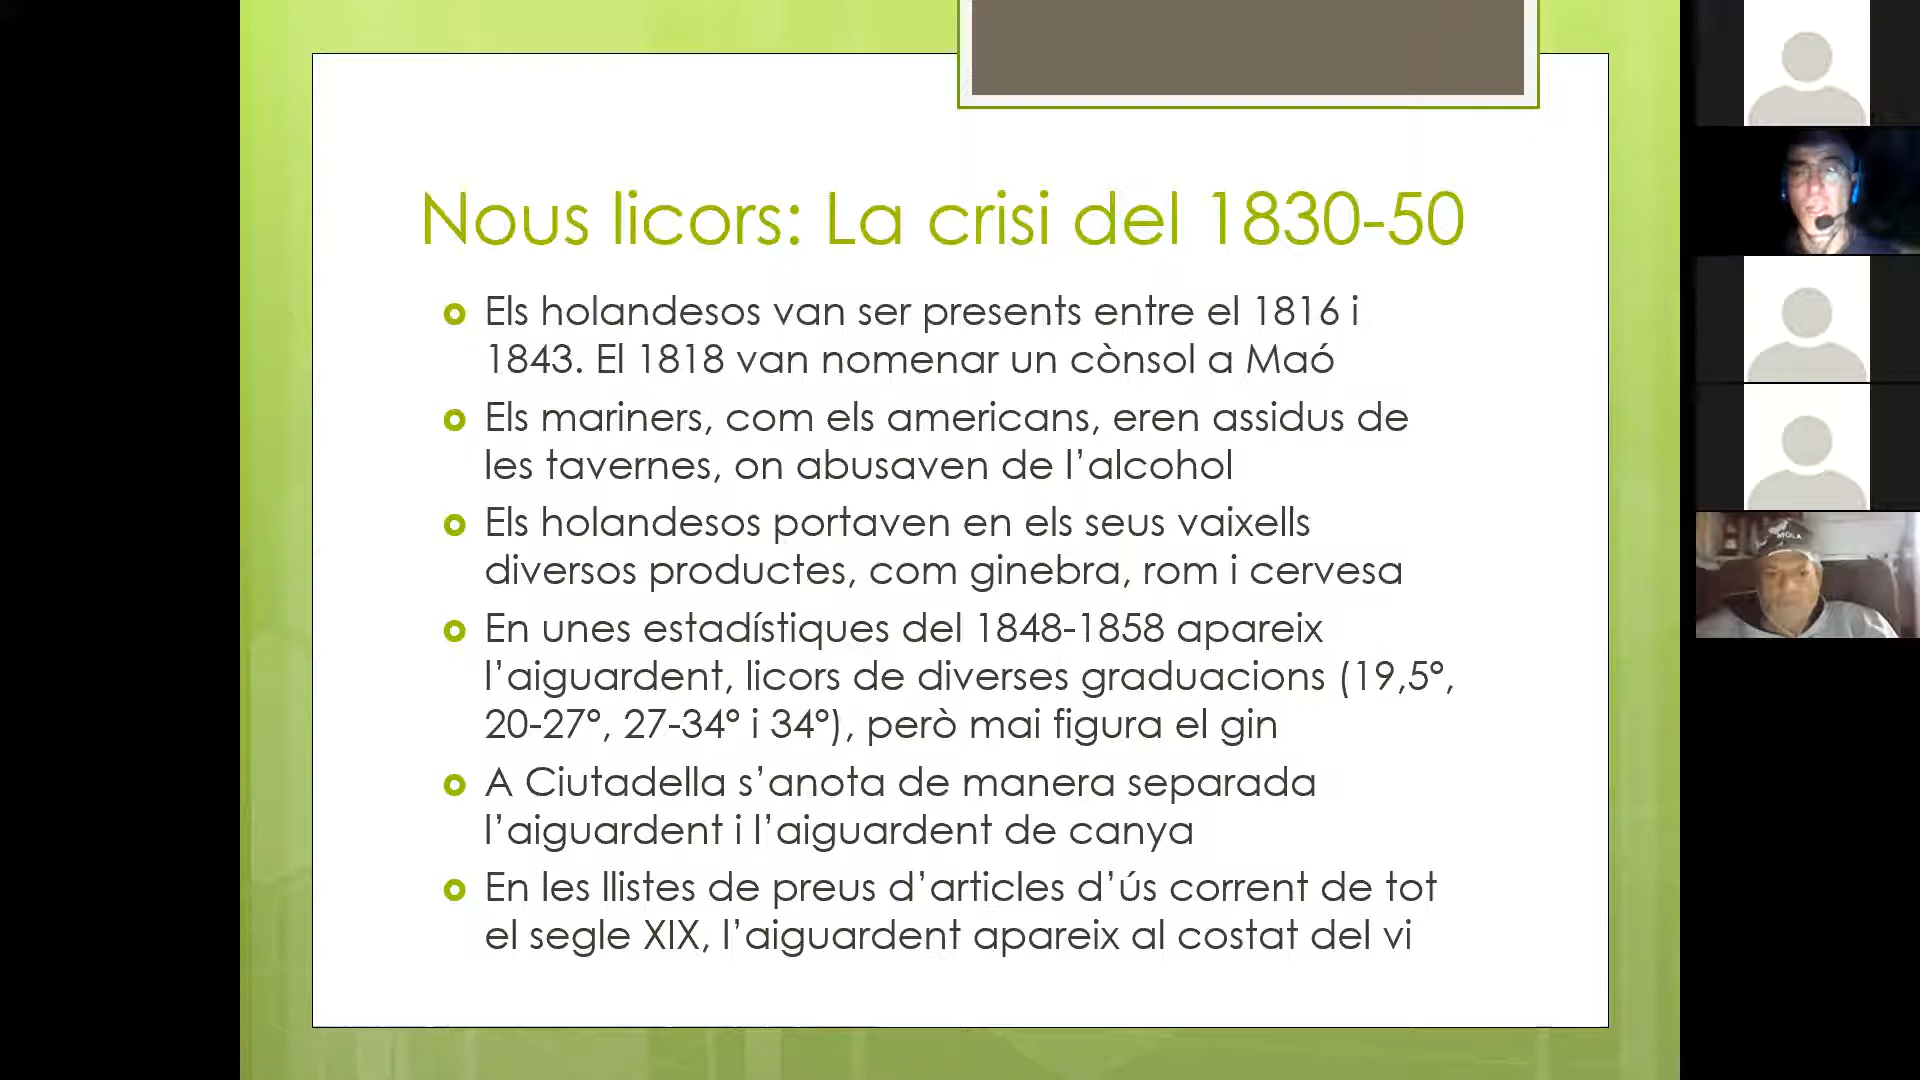 Nous licors: La crisi del 1830-50
Els holandesos van ser presents entre el 1816 i
1843. El 1818 van nomenar un cònsol a Maó
Els mariners, com els americans, eren assidus de
les tavernes, on abusaven de l’alcohol
Els holandesos portaven en els seus vaixells
diversos productes, com ginebra, rom i cervesa
En unes estadístiques del 1848-1858 apareix
l’aiguardent, licors de diverses graduacions (19,5º,
20-27º, 27-34º i 34º), però mai figura el gin
A Ciutadella s’anota de manera separada
l’aiguardent i l’aiguardent de canya
En les llistes de preus d’articles d’ús corrent de tot
el segle XIX, l’aiguardent apareix al costat del vi
MOLA